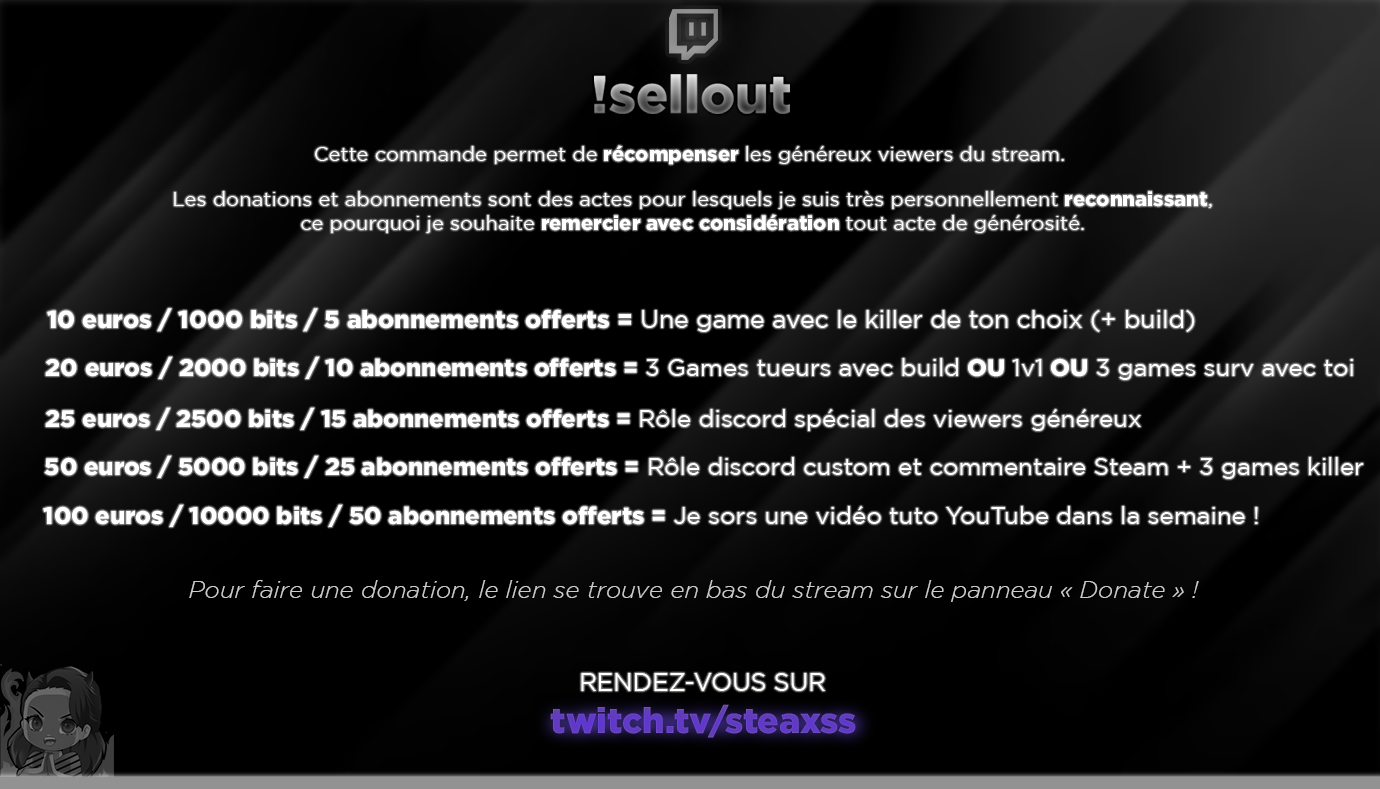 !sellout
Cette commande permet de récompenser les généreux viewers du stream.
Les donations et abonnements sont des actes pour lesquels je suis très personnellement reconnaissant,
ce pourquoi je souhaite remercier avec considération tout acte de générosité.
10 euros / 1000 bits / 5 abonnements offerts = Une game avec le killer de ton choix (+ build)
20 euros / 2000 bits / 10 abonnements offerts = 3 Games tueurs avec build OU 1v1 OU 3 games surv avec toi
25 euros / 2500 bits / 15 abonnements offerts = Rôle discord spécial des viewers généreux
50 euros / 5000 bits / 25 abonnements offerts = Rôle discord custom et commentaire Steam + 3 games killer
100 euros / 10000 bits / 50 abonnements offerts = Je sors une vidéo tuto YouTube dans la semaine !
Pour faire une donation, le lien se trouve en bas du stream sur le panneau « Donate » !
RENDEZ-VOUS SUR
twitch.tv/steaxss